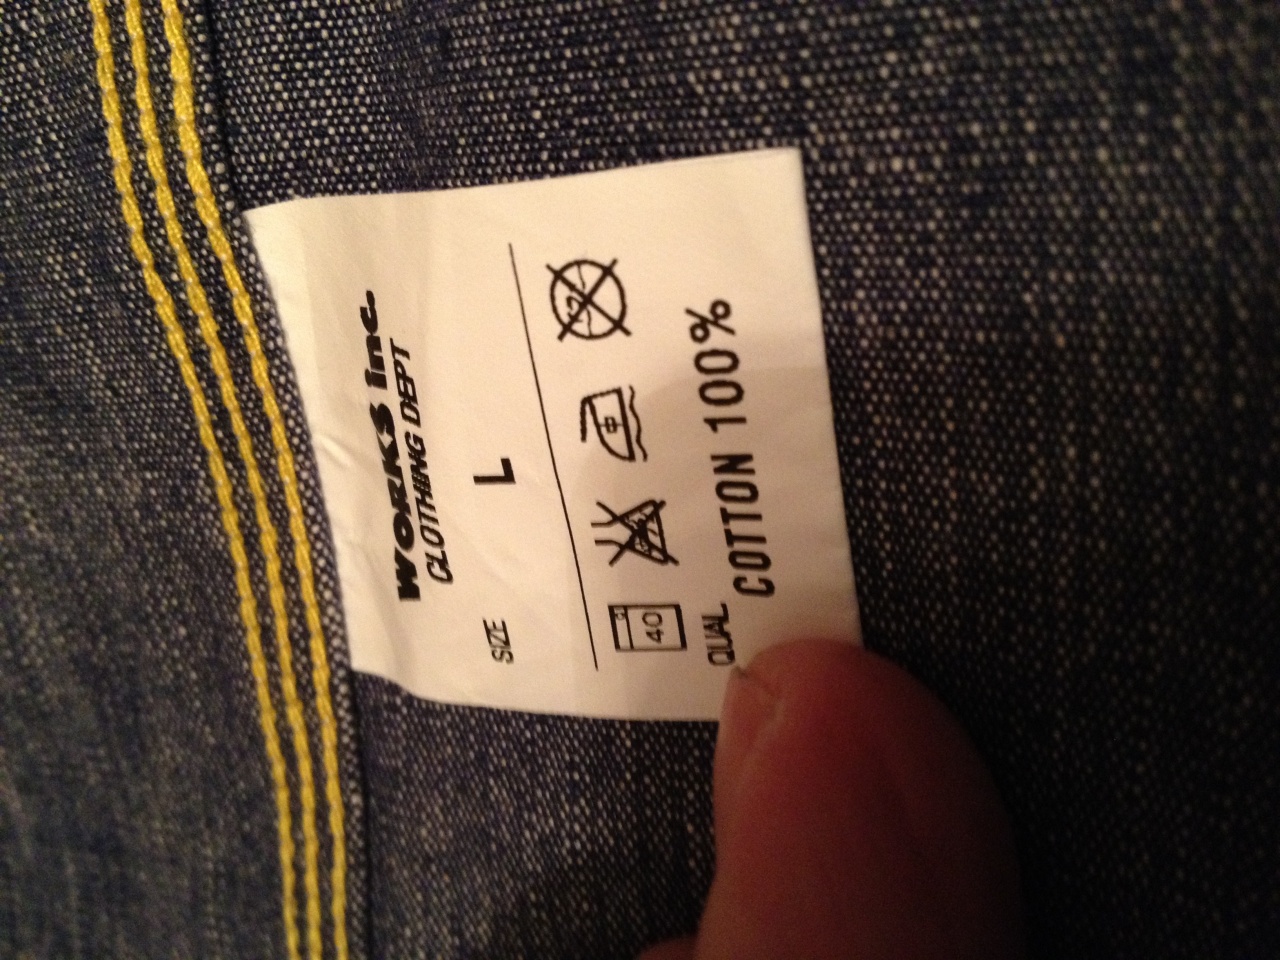 WORKS inc.
CLOTHING DEPT
SIZE L
40
QUAL
COTTON 100%